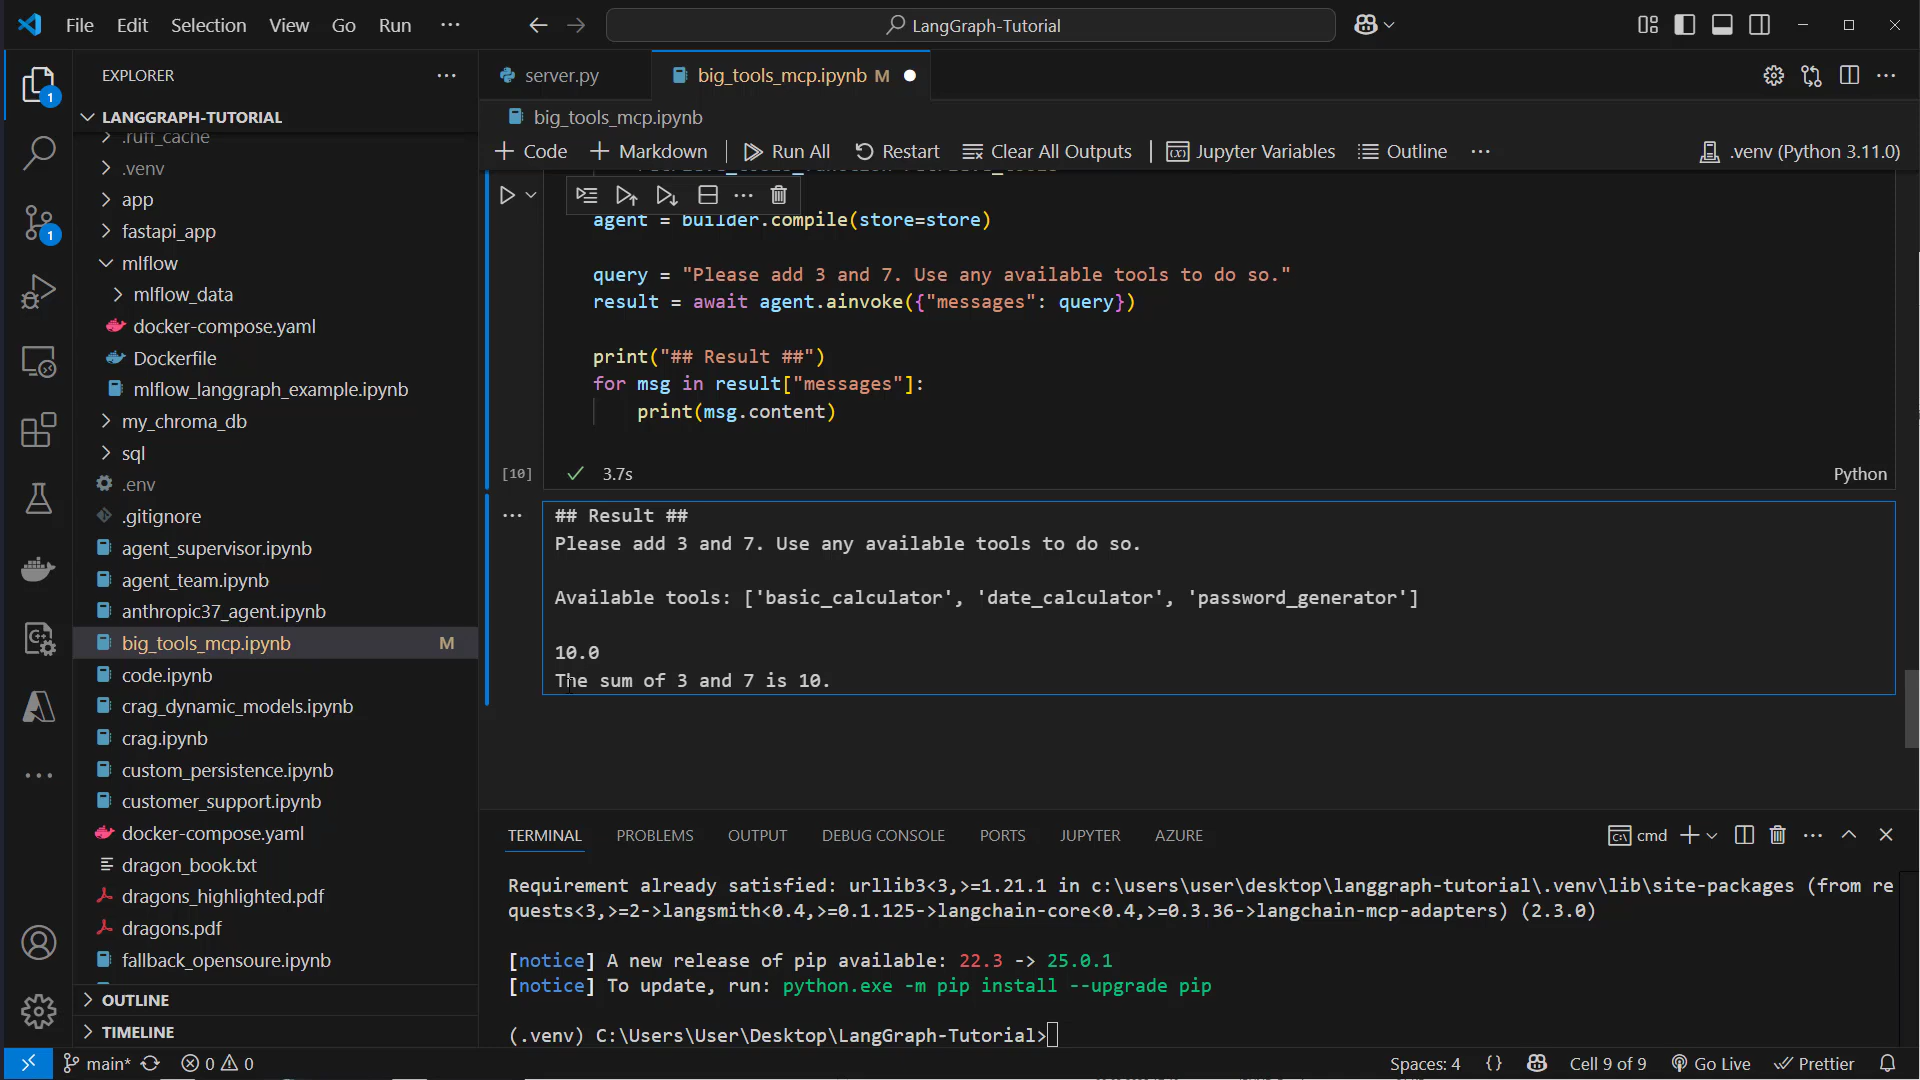 File Edit Selection View Go Run ···
LangGraph-Tutorial
EXPLORER
LANGGRAPH-TUTORIAL
.ruff_cache
.venv
app
fastapi_app
mlflow
mlflow_data
docker-compose.yaml
Dockerfile
mlflow_langgraph_example.ipynb
my_chroma_db
sql
.env
.gitignore
agent_supervisor.ipynb
agent_team.ipynb
anthropic37_agent.ipynb
big_tools_mcp.ipynb M
code.ipynb
crag_dynamic_models.ipynb
crag.ipynb
custom_persistence.ipynb
customer_support.ipynb
docker-compose.yaml
dragon_book.txt
dragons_highlighted.pdf
dragons.pdf
fallback_opensoure.ipynb
OUTLINE
TIMELINE
1
1
server.py
big_tools_mcp.ipynb M
big_tools_mcp.ipynb
+ Code + Markdown Run All Restart Clear All Outputs Jupyter Variables Outline ··· .venv (Python 3.11.0)
agent = builder.compile(store=store)
query = "Please add 3 and 7. Use any available tools to do so."
result = await agent.ainvoke({"messages": query})
print("## Result ##")
for msg in result["messages"]:
print(msg.content)
[10] ✓ 3.7s Python
## Result ##
Please add 3 and 7. Use any available tools to do so.
Available tools: ['basic_calculator', 'date_calculator', 'password_generator']
10.0
The sum of 3 and 7 is 10.
TERMINAL PROBLEMS OUTPUT DEBUG CONSOLE PORTS JUPYTER AZURE cmd
Requirement already satisfied: urllib3<3,>=1.21.1 in c:\users\user\desktop\langgraph-tutorial\.venv\lib\site-packages (from re
quests<3,>=2->langsmith<0.4,>=0.1.125->langchain-core<0.4,>=0.3.36->langchain-mcp-adapters) (2.3.0)
[notice] A new release of pip available: 22.3 -> 25.0.1
[notice] To update, run: python.exe -m pip install --upgrade pip
(.venv) C:\Users\User\Desktop\LangGraph-Tutorial>
main* 0 0 Spaces: 4 {} Cell 9 of 9 Go Live Prettier